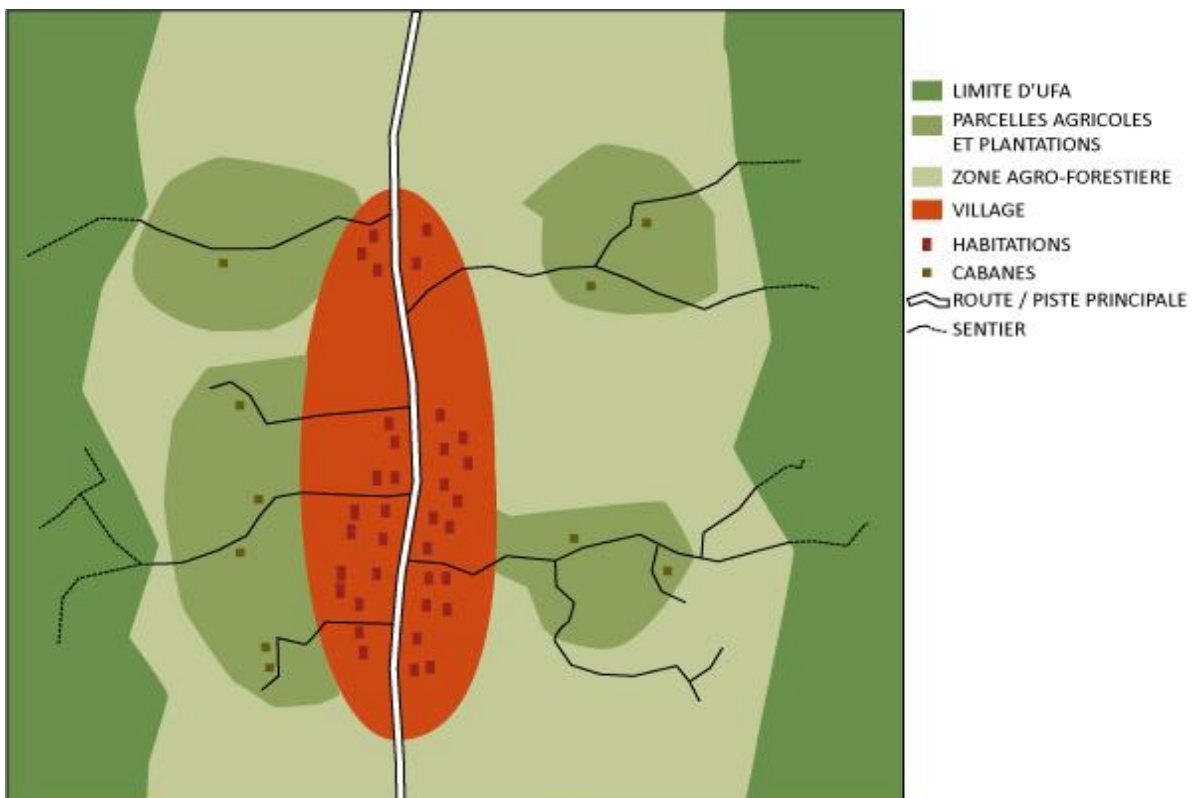 LIMITE D'UFA
PARCELLES AGRICOLES
ET PLANTATIONS
ZONE AGRO-FORESTIERE
VILLAGE
HABITATIONS
CABANES
ROUTE / PISTE PRINCIPALE
SENTIER